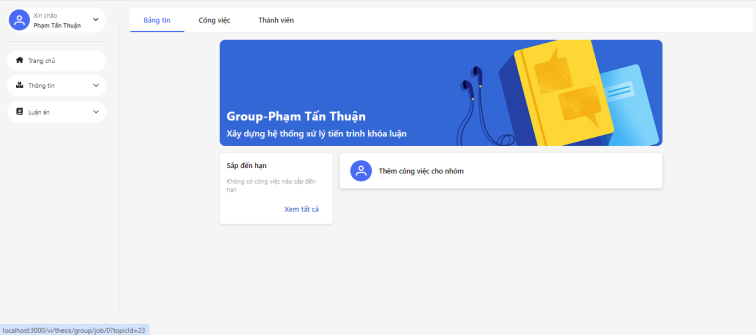 Xin chào
Phạm Tấn Thuận
Trang chủ
Thông tin
Luận án
Bảng tin
Công việc
Thành viên
Group-Phạm Tấn Thuận
Xây dựng hệ thống xử lý tiến trình khóa luận
Sắp đến hạn
Không có công việc nào sắp đến
hạn
Xem tất cả
Thêm công việc cho nhóm
localhost:3000/vi/thesis/group/job/0?topicId=23